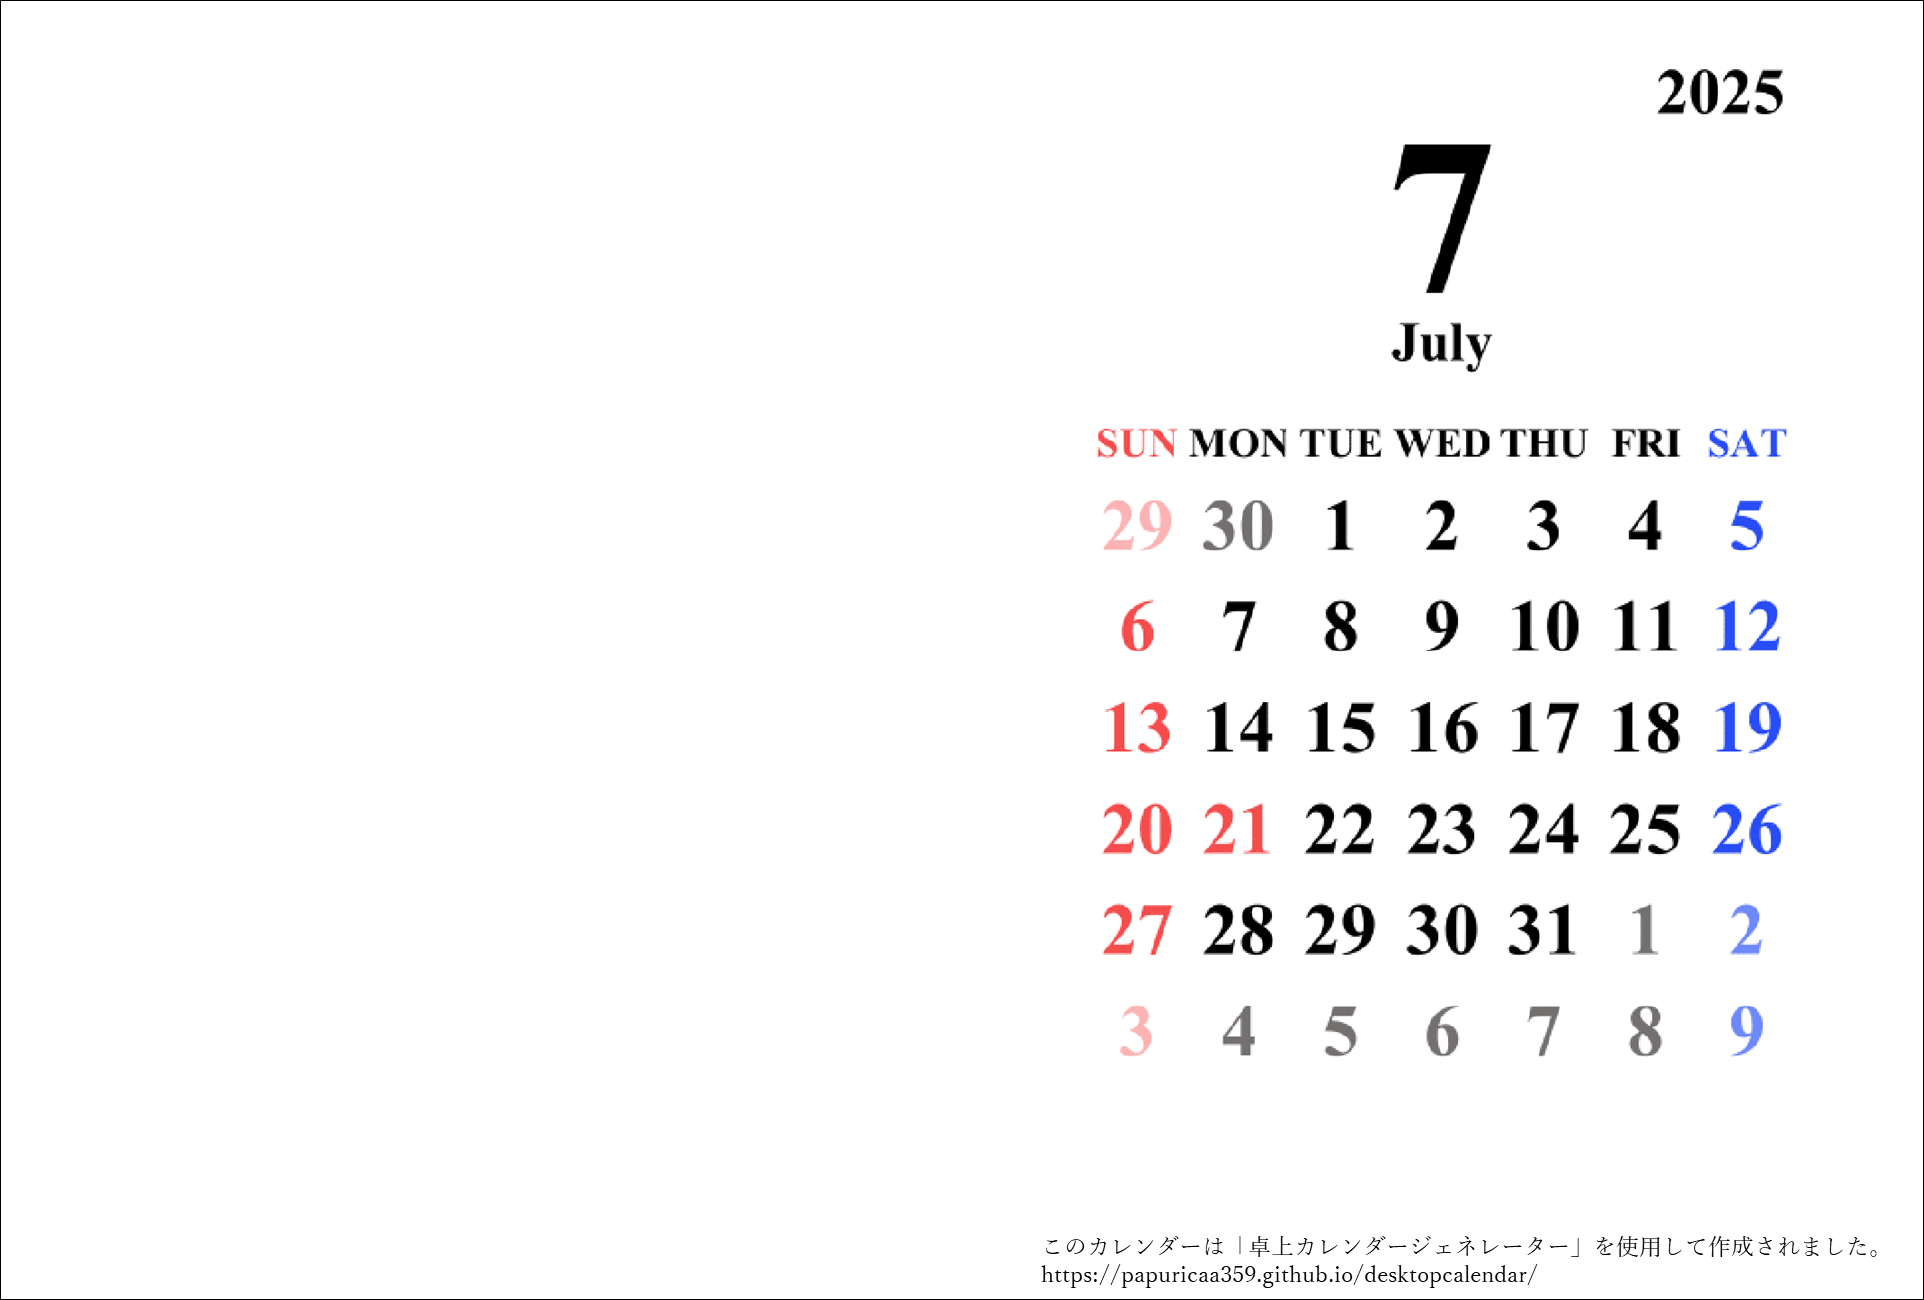 2025
7
July
SUN MON TUE WED THU FRI SAT
29 30 1 2 3 4 5
6 7 8 9 10 11 12
13 14 15 16 17 18 19
20 21 22 23 24 25 26
27 28 29 30 31 1 2
3 4 5 6 7 8 9
このカレンダーは「卓上カレンダージェネレーター」を使用して作成されました。
https://papuricaa359.github.io/desktopcalendar/